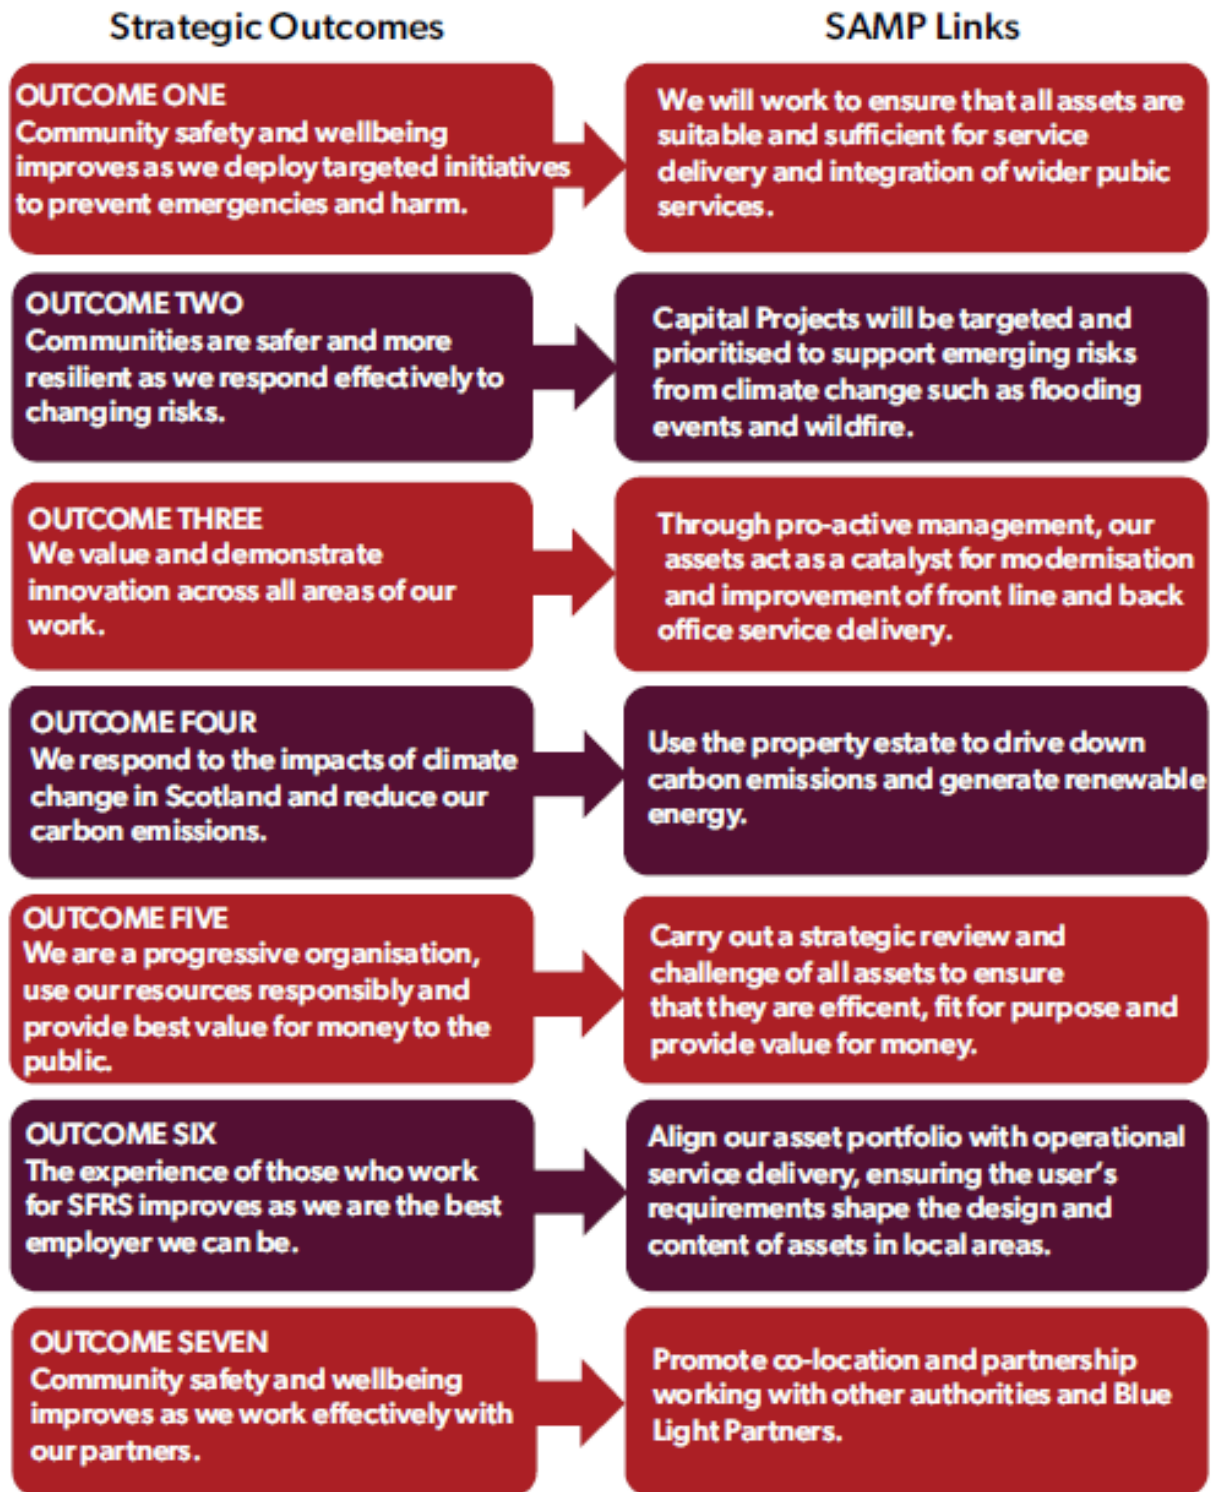 Strategic Outcomes
SAMP Links
OUTCOME ONE
Community safety and wellbeing
improves as we deploy targeted initiatives
to prevent emergencies and harm.
We will work to ensure that all assets are
suitable and sufficient for service
delivery and integration of wider pubic
services.
OUTCOME TWO
Communities are safer and more
resilient as we respond effectively to
changing risks.
Capital Projects will be targeted and
prioritised to support emerging risks
from climate change such as flooding
events and wildfire.
OUTCOME THREE
We value and demonstrate
innovation across all areas of our
work.
Through pro-active management, our
assets act as a catalyst for modernisation
and improvement of front line and back
office service delivery.
OUTCOME FOUR
We respond to the impacts of climate
change in Scotland and reduce our
carbon emissions.
Use the property estate to drive down
carbon emissions and generate renewable
energy.
OUTCOME FIVE
We are a progressive organisation,
use our resources responsibly and
provide best value for money to the
public.
Carry out a strategic review and
challenge of all assets to ensure
that they are efficent, fit for purpose and
provide value for money.
OUTCOME SIX
The experience of those who work
for SFRS improves as we are the best
employer we can be.
Align our asset portfolio with operational
service delivery, ensuring the user's
requirements shape the design and
content of assets in local areas.
OUTCOME SEVEN
Community safety and wellbeing
improves as we work effectively with
our partners.
Promote co-location and partnership
working with other authorities and Blue
Light Partners.